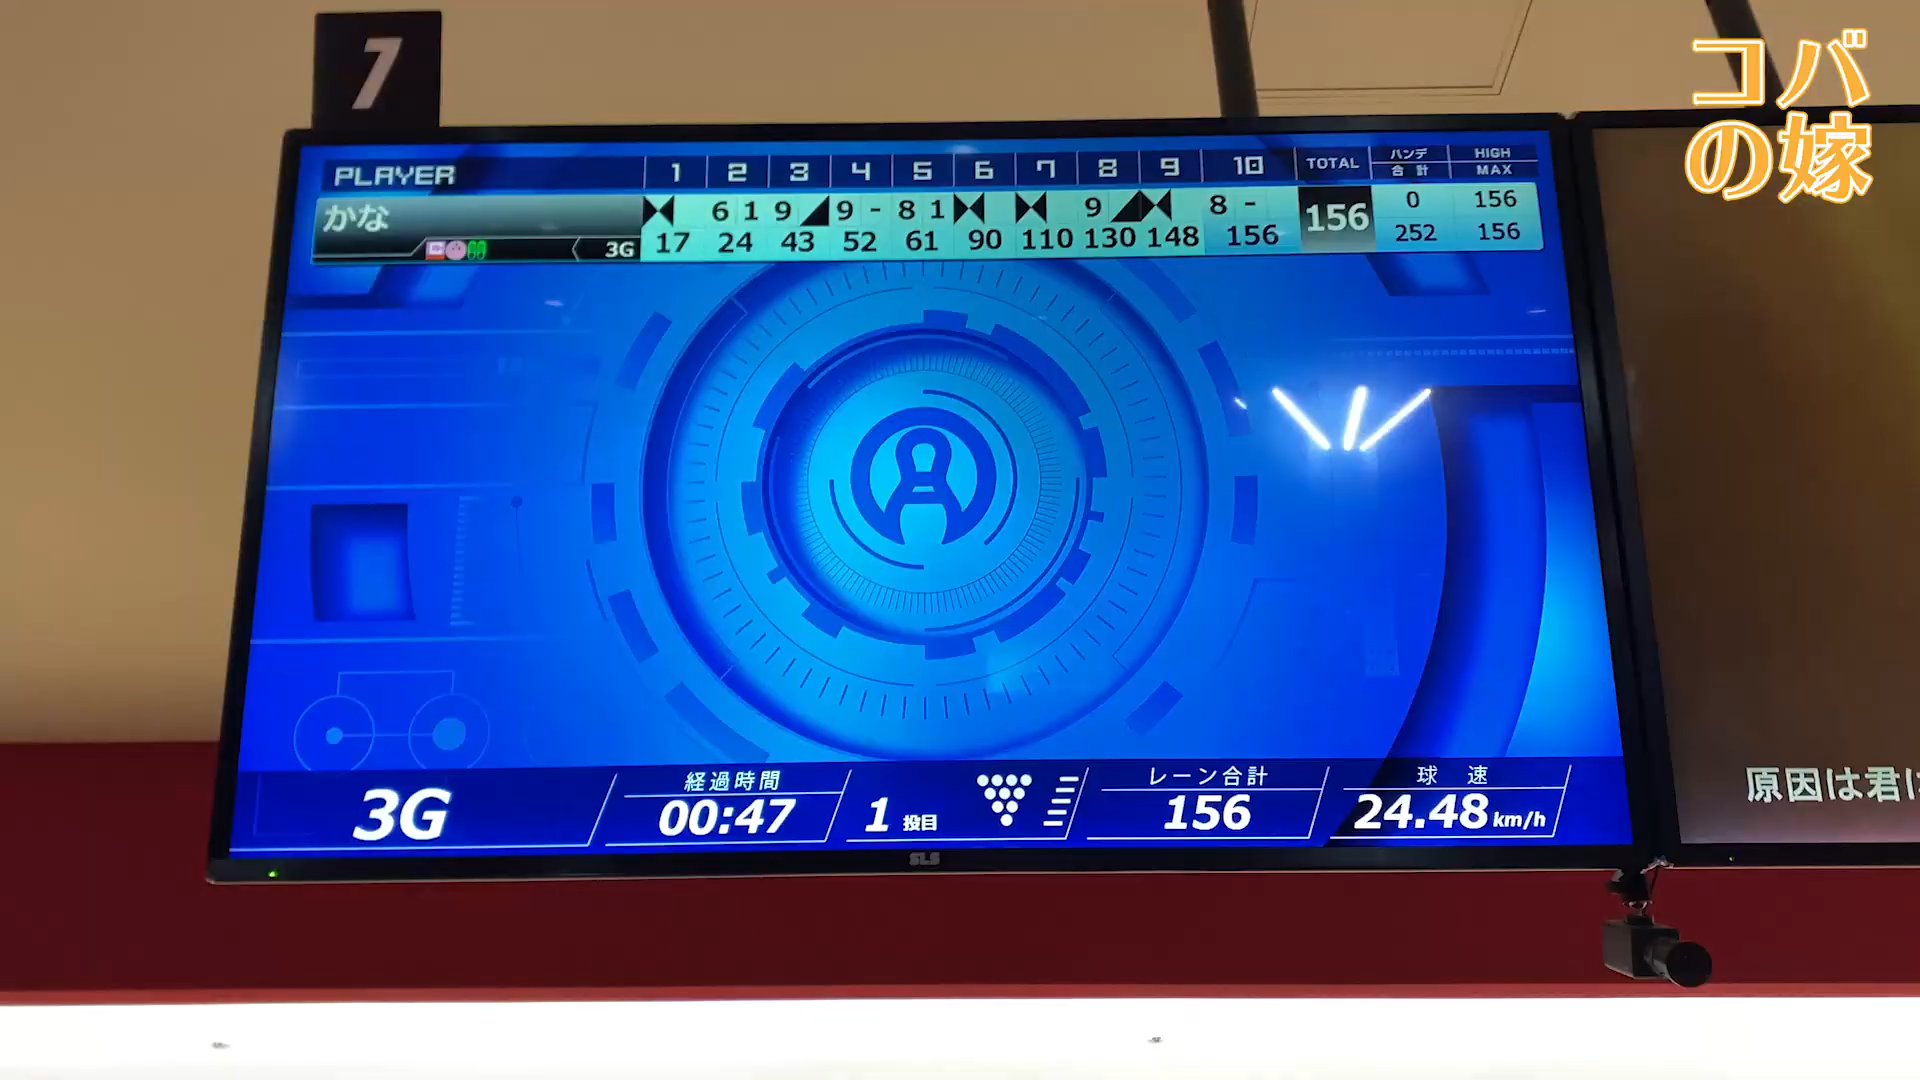 7
コバ
の嫁
PLAYER 1 2 3 4 5 6 7 8 9 10 TOTAL ハンデ 合計 HIGH MAX
かな 6 1 9 9 - 8 1 9 8 - 156 0 156
3G 17 24 43 52 61 90 110 130 148 156 252 156
原因は君に
3G 経過時間 00:47 1 投目 レーン合計 156 球速 24.48 km/h
SLS